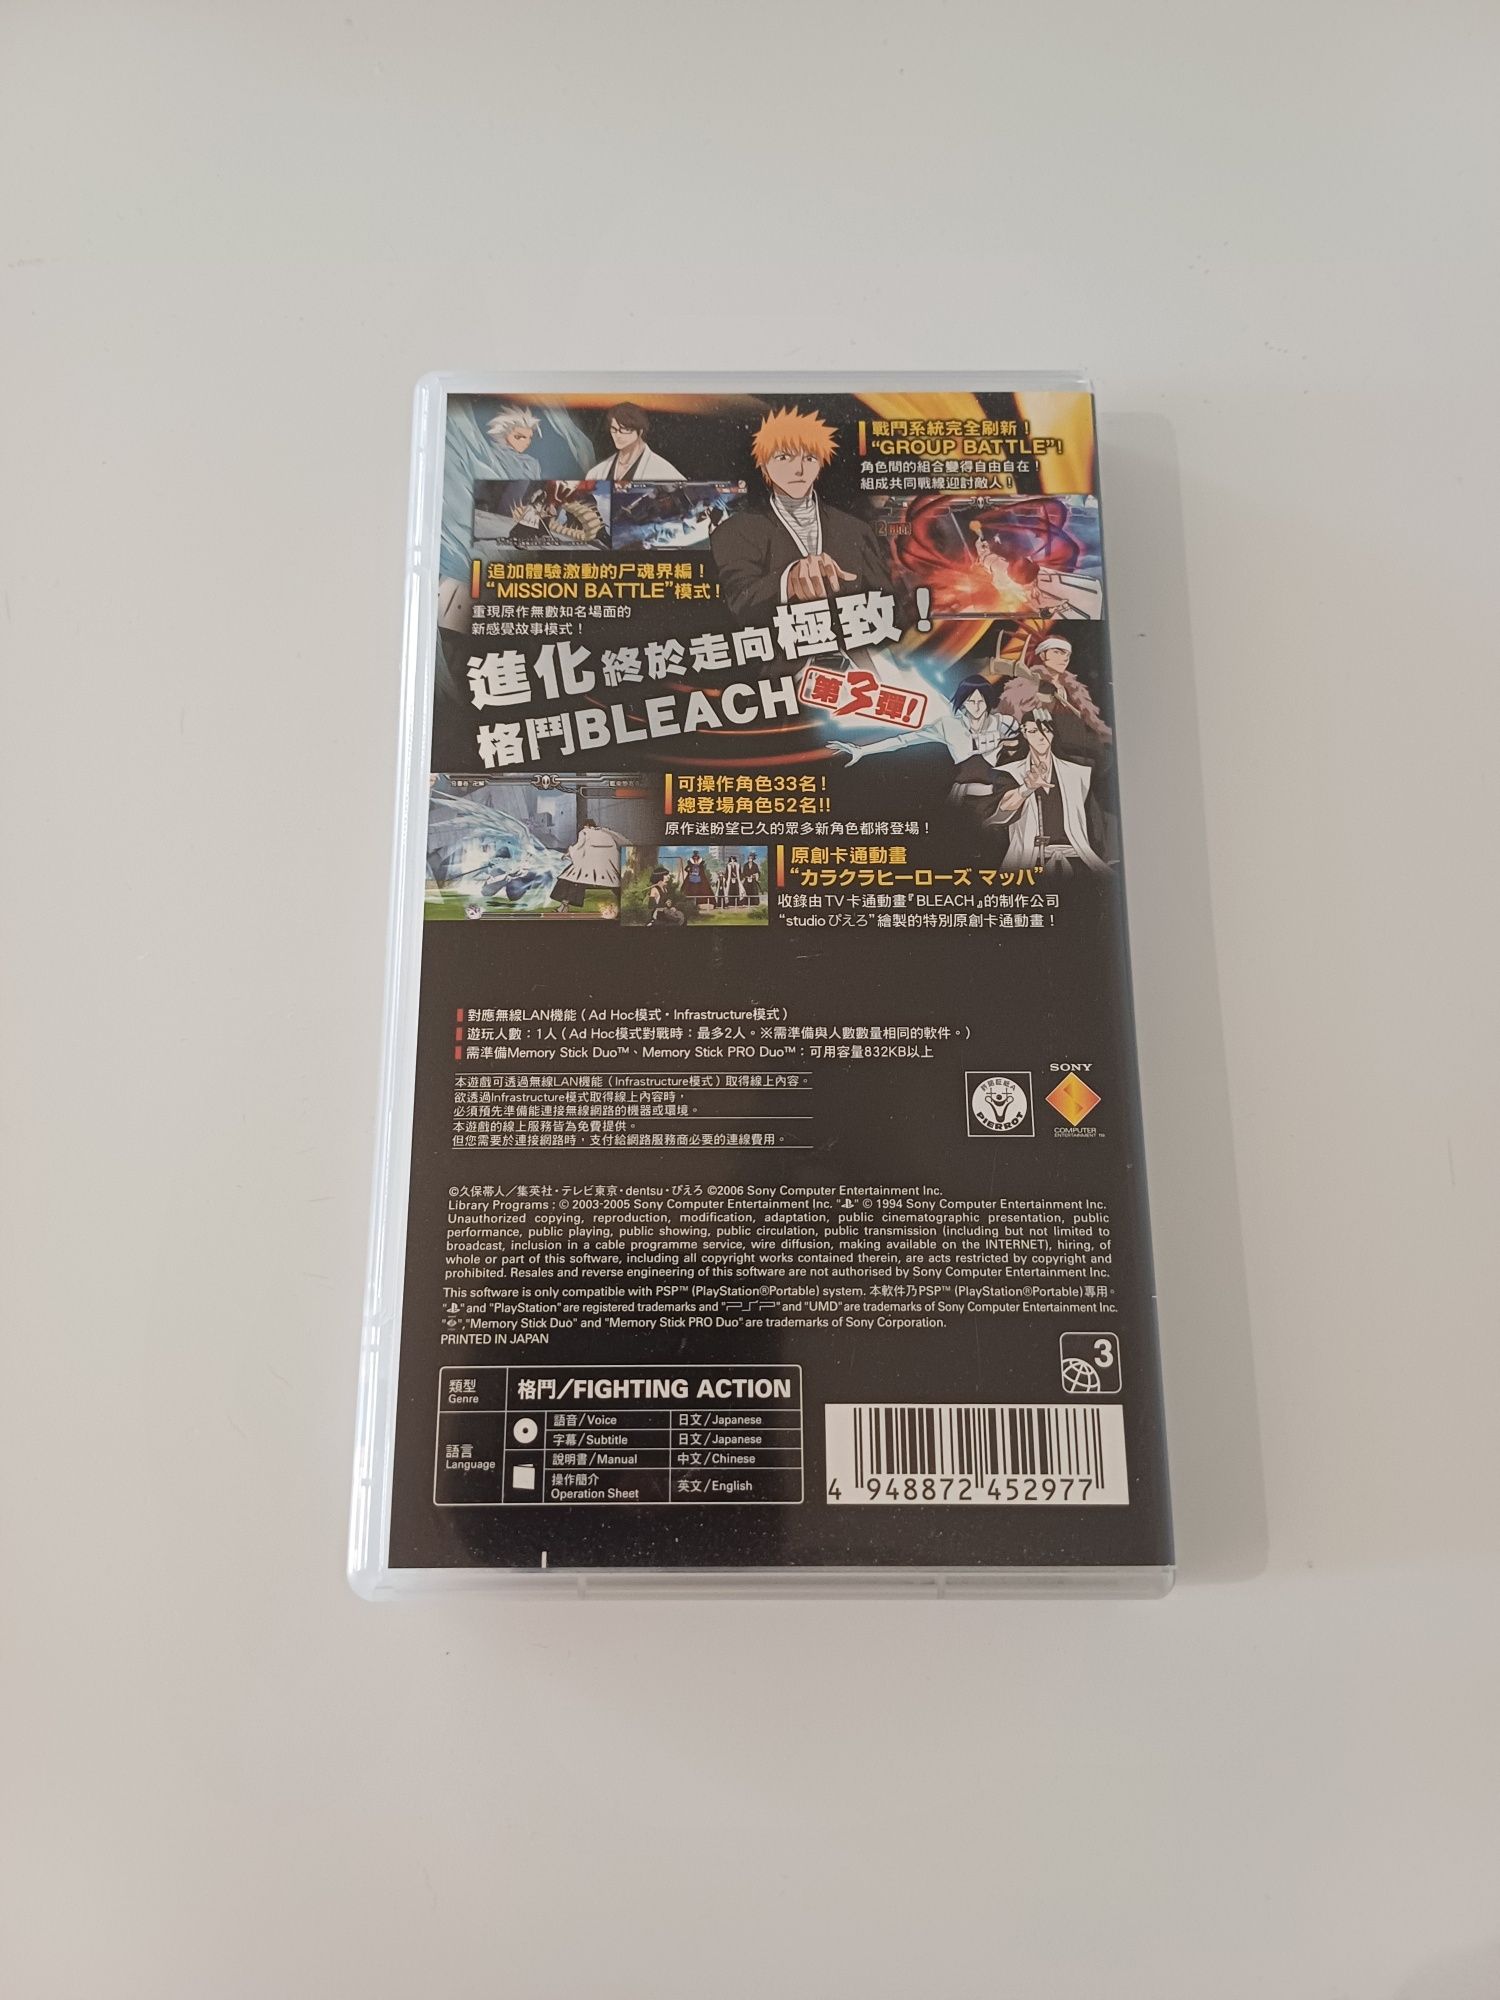 戰鬥系統完全刷新！
“GROUP BATTLE”！
角色間的組合變得自由自在！
組成共同戰線迎討敵人！
追加體驗激動的尸魂界編！
“MISSION BATTLE”模式！
重現原作無數知名場面的
新感覺故事模式！
進化終於走向極致！
格鬥BLEACH第3彈！
可操作角色33名！
總登場角色52名!!
原作迷盼望已久的眾多新角色都將登場！
原創卡通動畫
“カラクラヒーローズ マッハ”
收錄由TV卡通動畫『BLEACH』的制作公司
“studioぴえろ”繪製的特別原創卡通動畫！
對應無線LAN機能（Ad Hoc模式・Infrastructure模式）
遊玩人數：1人（Ad Hoc模式對戰時：最多2人。※需準備與人數數量相同的軟件。）
需準備Memory Stick Duo™、Memory Stick PRO Duo™：可用容量832KB以上
本遊戲可透過無線LAN機能（Infrastructure模式）取得線上內容。
欲透過Infrastructure模式取得線上內容時，
必須預先準備能連接無線網路的機器或環境。
本遊戲的線上服務皆為免費提供。
但您需要於連接網路時，支付給網路服務商必要的連線費用。
PIERROT
SONY
COMPUTER
ENTERTAINMENT TM
©久保帯人／集英社・テレビ東京・dentsu・ぴえろ ©2006 Sony Computer Entertainment Inc.
Library Programs : © 2003-2005 Sony Computer Entertainment Inc. " " © 1994 Sony Computer Entertainment Inc.
Unauthorized copying, reproduction, modification, adaptation, public cinematographic presentation, public
performance, public playing, public showing, public circulation, public transmission (including but not limited to
broadcast, inclusion in a cable programme service, wire diffusion, making available on the INTERNET), hiring, of
whole or part of this software, including all copyright works contained therein, are acts restricted by copyright and
prohibited. Resales and reverse engineering of this software are not authorised by Sony Computer Entertainment Inc.
This software is only compatible with PSP™ (PlayStation®Portable) system. 本軟件乃PSP™ (PlayStation®Portable)專用。
" " and "PlayStation" are registered trademarks and "PSP" and "UMD" are trademarks of Sony Computer Entertainment Inc.
" ", "Memory Stick Duo" and "Memory Stick PRO Duo" are trademarks of Sony Corporation.
PRINTED IN JAPAN
3
類型
Genre
格鬥/FIGHTING ACTION
語言
Language
語音/Voice 日文/Japanese
字幕/Subtitle 日文/Japanese
說明書/Manual 中文/Chinese
操作簡介
Operation Sheet
英文/English
4 948872 452977